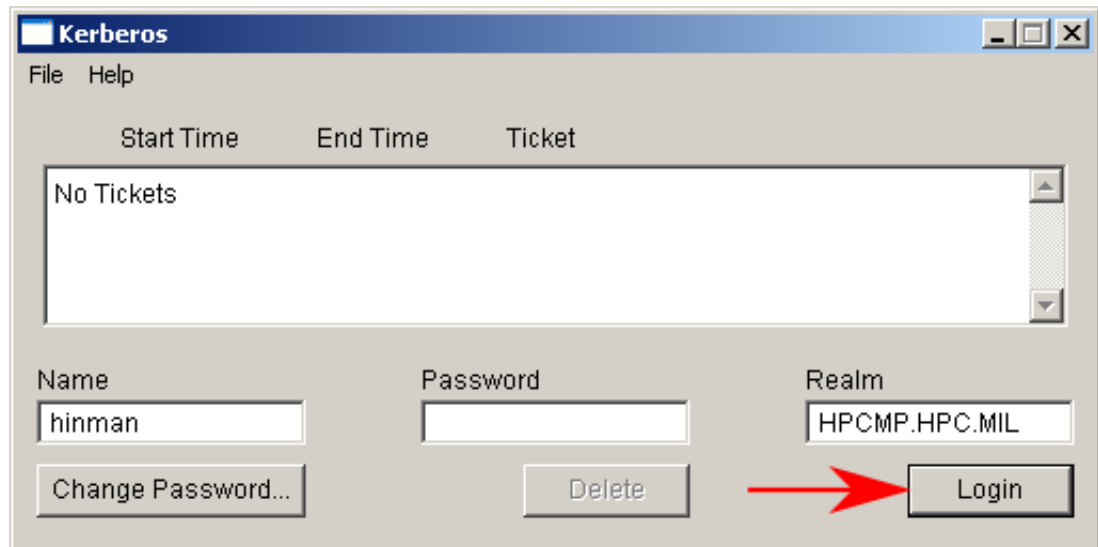 Kerberos
File Help
Start Time End Time Ticket
No Tickets
Name Password Realm
hinman HPCMP.HPC.MIL
Change Password... Delete Login